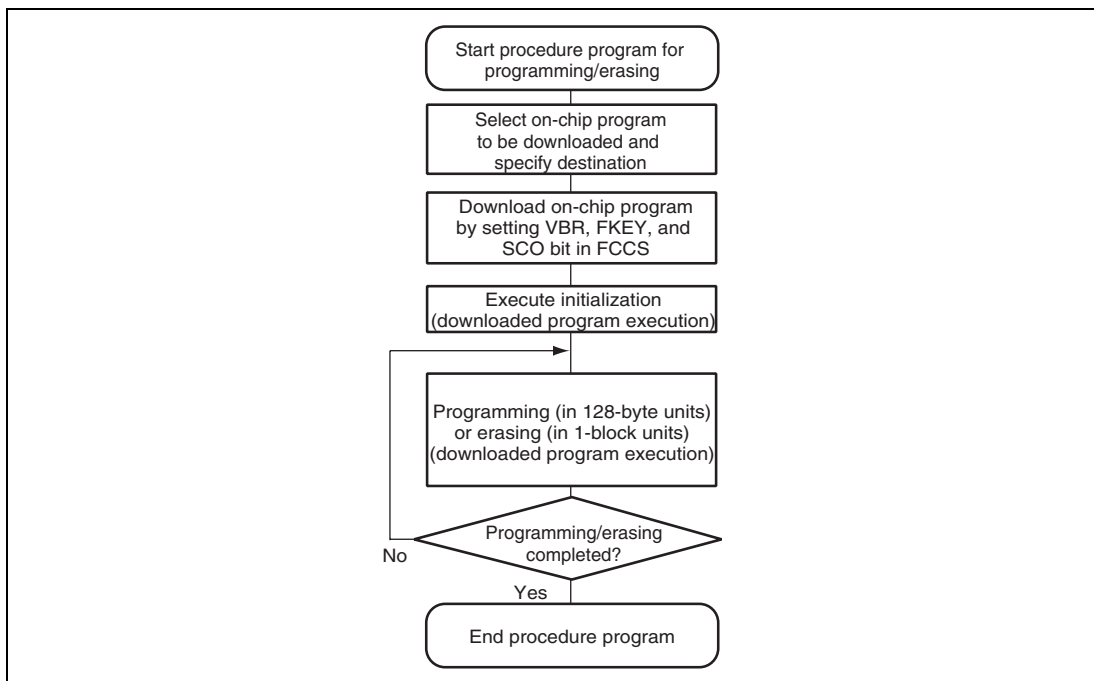 Start procedure program for
programming/erasing
Select on-chip program
to be downloaded and
specify destination
Download on-chip program
by setting VBR, FKEY, and
SCO bit in FCCS
Execute initialization
(downloaded program execution)
Programming (in 128-byte units)
or erasing (in 1-block units)
(downloaded program execution)
Programming/erasing
completed?
No
Yes
End procedure program